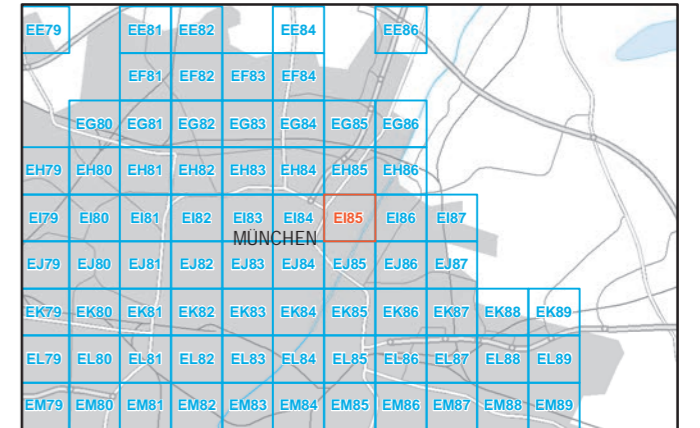 EE79 EE81 EE82 EE84 EE86
EF81 EF82 EF83 EF84
EG80 EG81 EG82 EG83 EG84 EG85 EG86
EH79 EH80 EH81 EH82 EH83 EH84 EH85 EH86
EI79 EI80 EI81 EI82 EI83 EI84 EI85 EI86 EI87
MÜNCHEN
EJ79 EJ80 EJ81 EJ82 EJ83 EJ84 EJ85 EJ86 EJ87
EK79 EK80 EK81 EK82 EK83 EK84 EK85 EK86 EK87 EK88 EK89
EL79 EL80 EL81 EL82 EL83 EL84 EL85 EL86 EL87 EL88 EL89
EM79 EM80 EM81 EM82 EM83 EM84 EM85 EM86 EM87 EM88 EM89